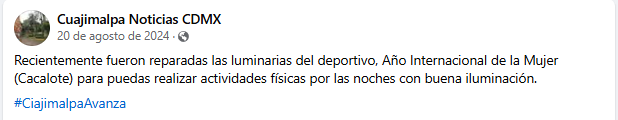 Cuajimalpa Noticias CDMX
20 de agosto de 2024 ·
Recientemente fueron reparadas las luminarias del deportivo, Año Internacional de la Mujer
(Cacalote) para puedas realizar actividades físicas por las noches con buena iluminación.
#CiajimalpaAvanza